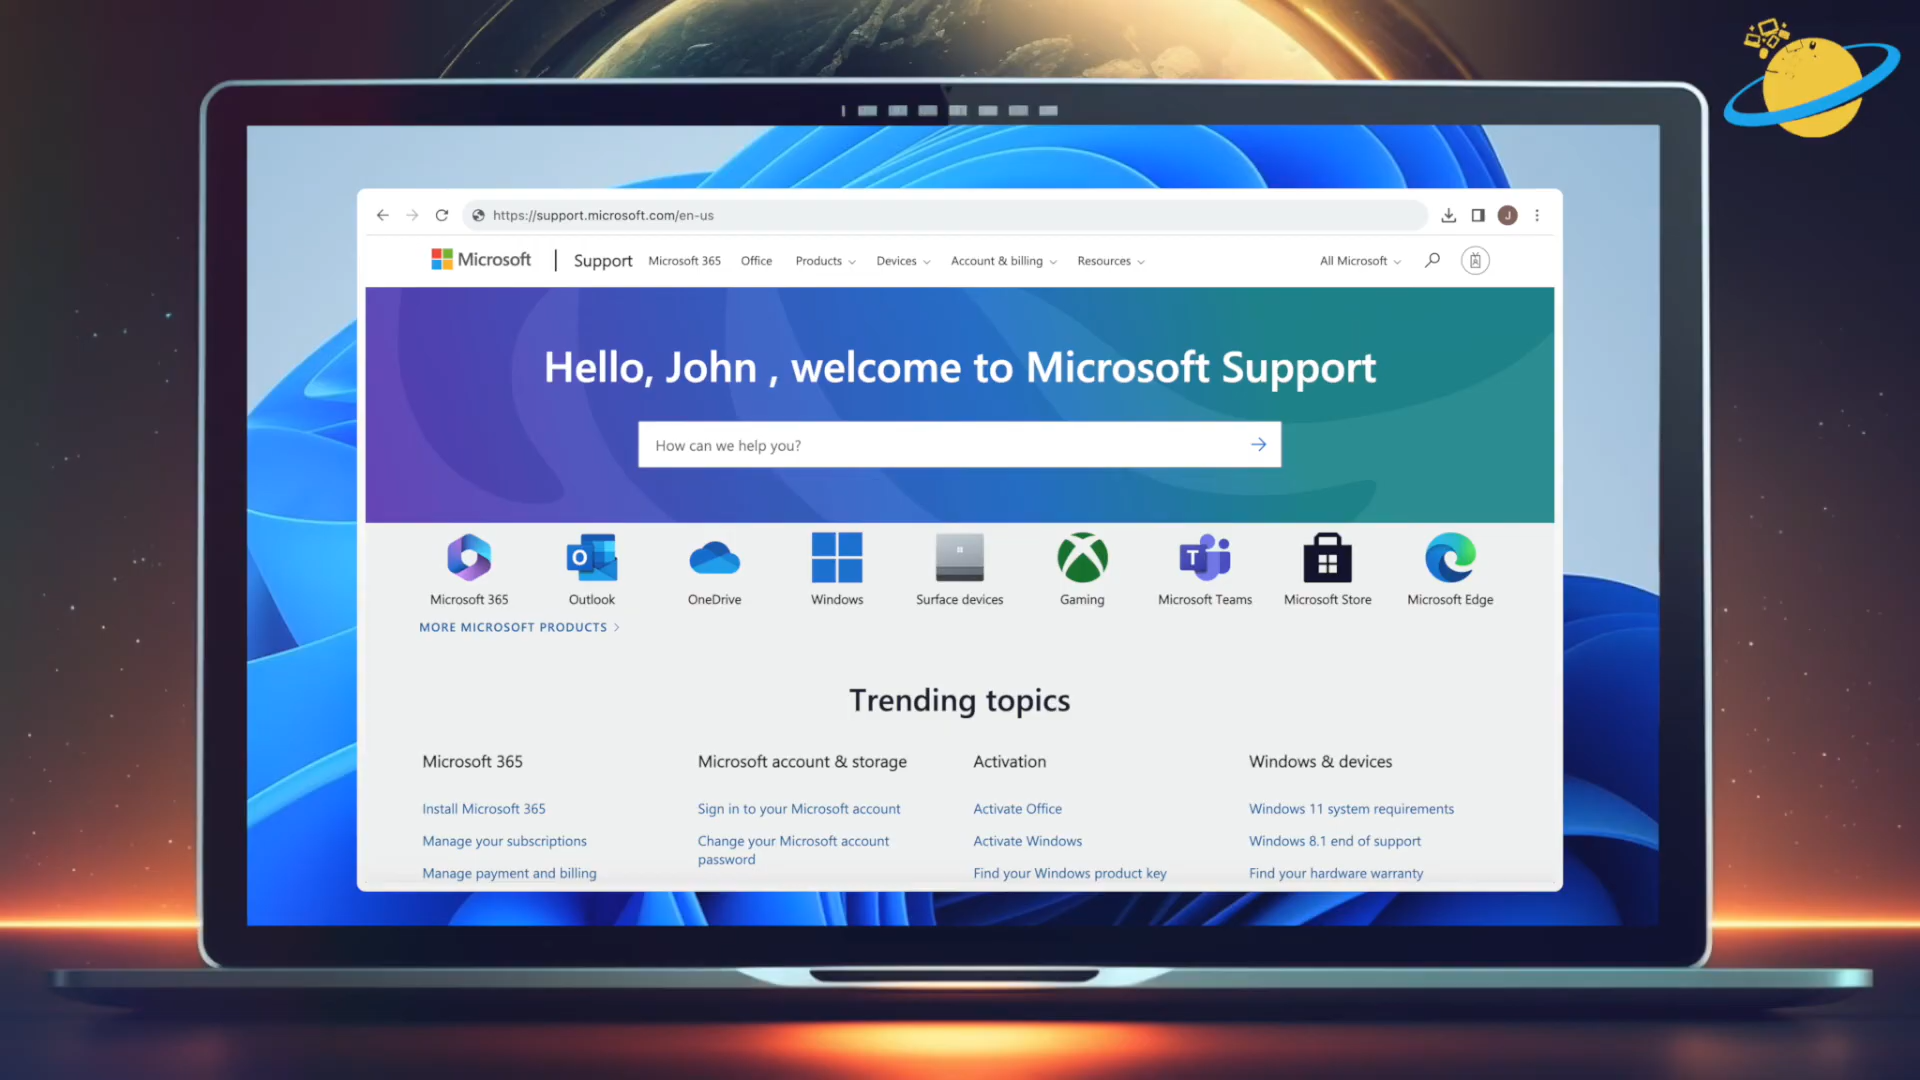 https://support.microsoft.com/en-us
J
Microsoft | Support Microsoft 365 Office Products Devices Account & billing Resources All Microsoft
Hello, John , welcome to Microsoft Support
How can we help you?
Microsoft 365 Outlook OneDrive Windows Surface devices Gaming Microsoft Teams Microsoft Store Microsoft Edge
MORE MICROSOFT PRODUCTS >
Trending topics
Microsoft 365
Install Microsoft 365
Manage your subscriptions
Manage payment and billing
Microsoft account & storage
Sign in to your Microsoft account
Change your Microsoft account
password
Activation
Activate Office
Activate Windows
Find your Windows product key
Windows & devices
Windows 11 system requirements
Windows 8.1 end of support
Find your hardware warranty